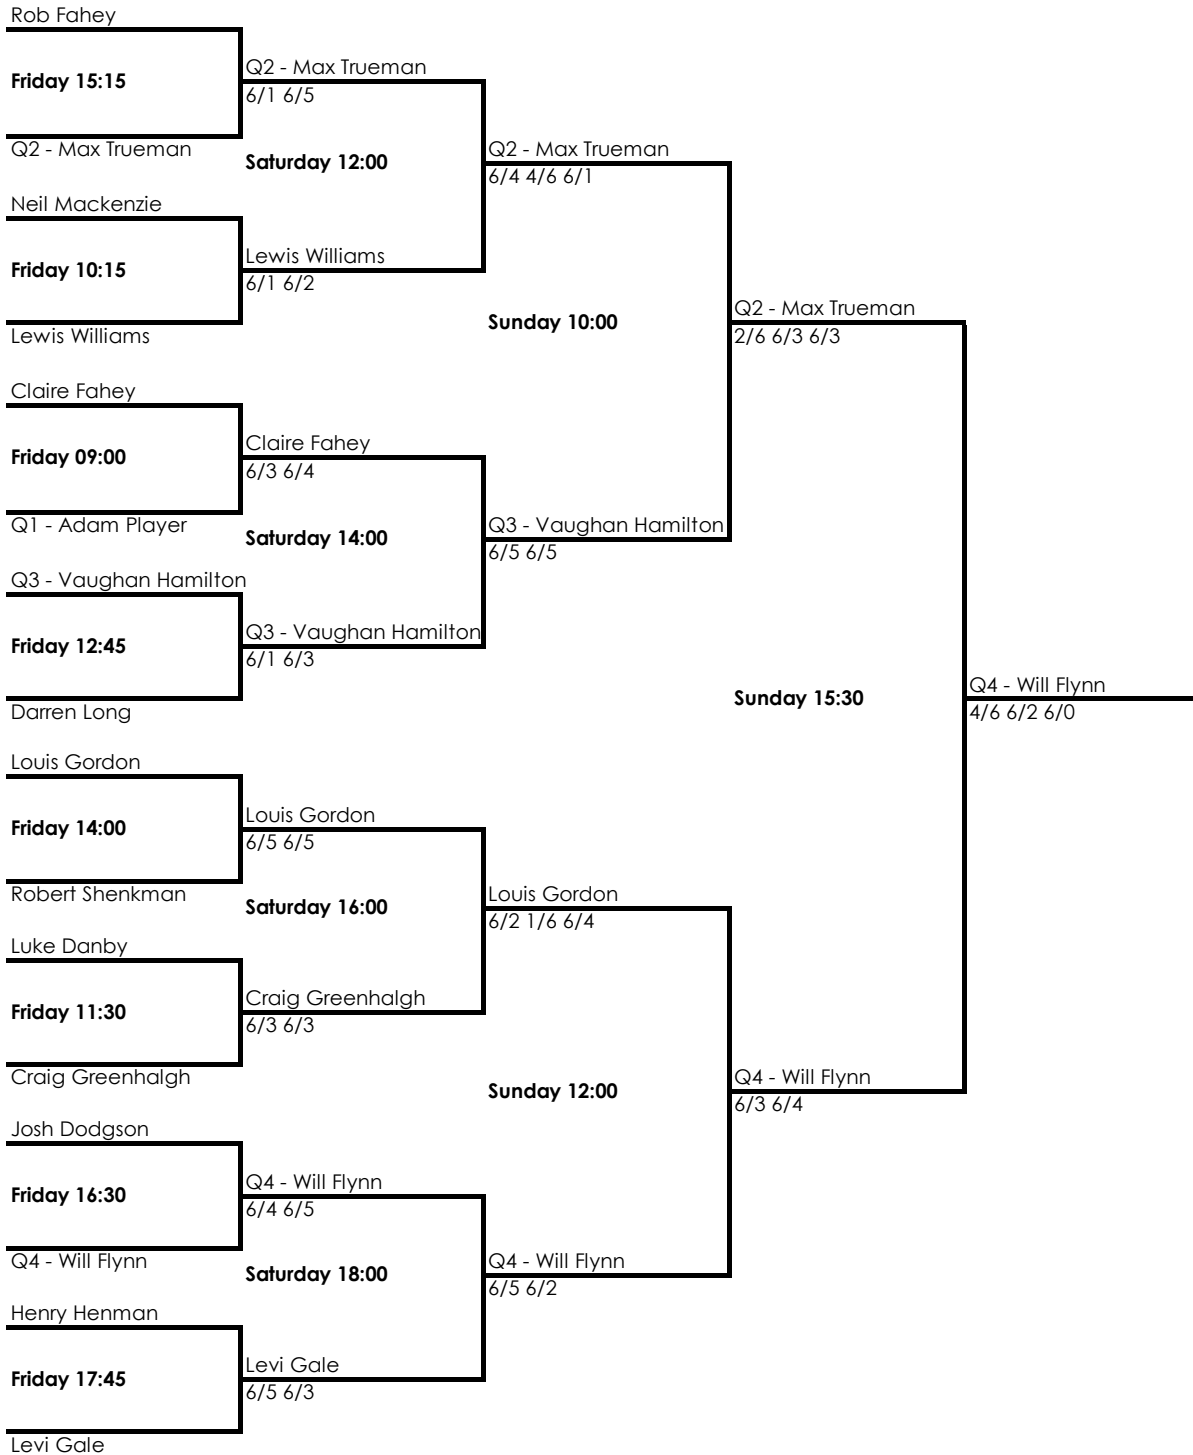 Rob Fahey
Friday 15:15
Q2 - Max Trueman
6/1 6/5
Q2 - Max Trueman
Saturday 12:00
Q2 - Max Trueman
6/4 4/6 6/1
Neil Mackenzie
Friday 10:15
Lewis Williams
6/1 6/2
Lewis Williams
Sunday 10:00
Q2 - Max Trueman
2/6 6/3 6/3
Claire Fahey
Friday 09:00
Claire Fahey
6/3 6/4
Q1 - Adam Player
Saturday 14:00
Q3 - Vaughan Hamilton
6/5 6/5
Q3 - Vaughan Hamilton
Friday 12:45
Q3 - Vaughan Hamilton
6/1 6/3
Darren Long
Sunday 15:30
Q4 - Will Flynn
4/6 6/2 6/0
Louis Gordon
Friday 14:00
Louis Gordon
6/5 6/5
Robert Shenkman
Saturday 16:00
Louis Gordon
6/2 1/6 6/4
Luke Danby
Friday 11:30
Craig Greenhalgh
6/3 6/3
Craig Greenhalgh
Sunday 12:00
Q4 - Will Flynn
6/3 6/4
Josh Dodgson
Friday 16:30
Q4 - Will Flynn
6/4 6/5
Q4 - Will Flynn
Saturday 18:00
Q4 - Will Flynn
6/5 6/2
Henry Henman
Friday 17:45
Levi Gale
6/5 6/3
Levi Gale